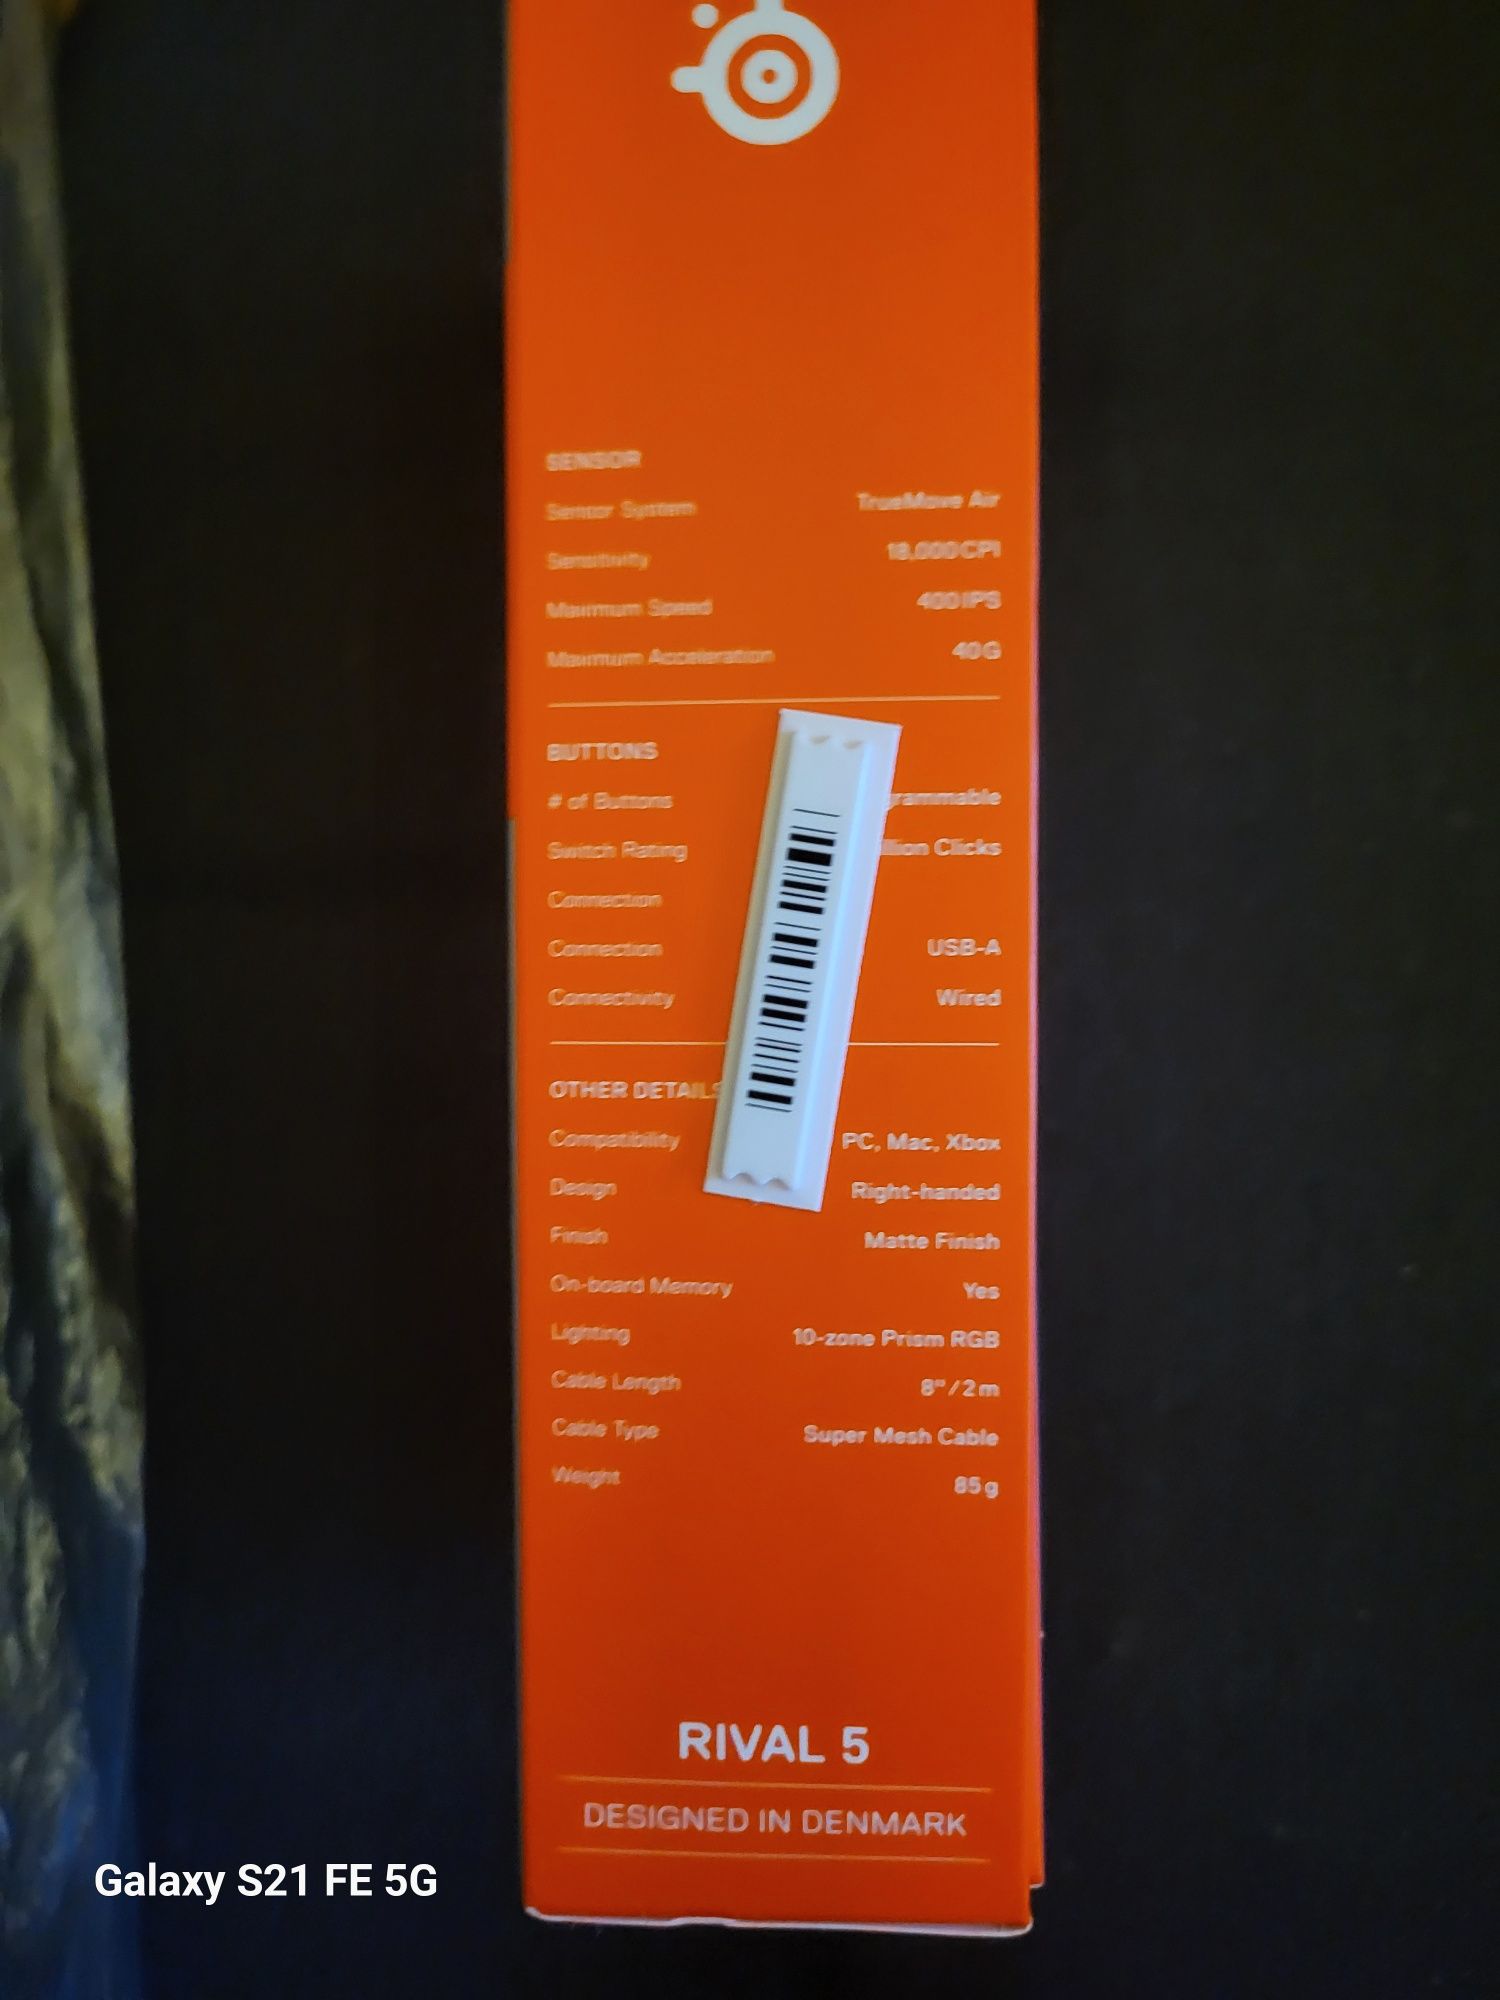 SENSOR
Sensor System TrueMove Air
Sensitivity 18,000CPI
Maximum Speed 400IPS
Maximum Acceleration 40G
BUTTONS
# of Buttons grammable
Switch Rating llion Clicks
Connection
Connection USB-A
Connectivity Wired
OTHER DETAILS
Compatibility PC, Mac, Xbox
Design Right-handed
Finish Matte Finish
On-board Memory Yes
Lighting 10-zone Prism RGB
Cable Length 8"/2m
Cable Type Super Mesh Cable
Weight 85g
RIVAL 5
DESIGNED IN DENMARK
Galaxy S21 FE 5G